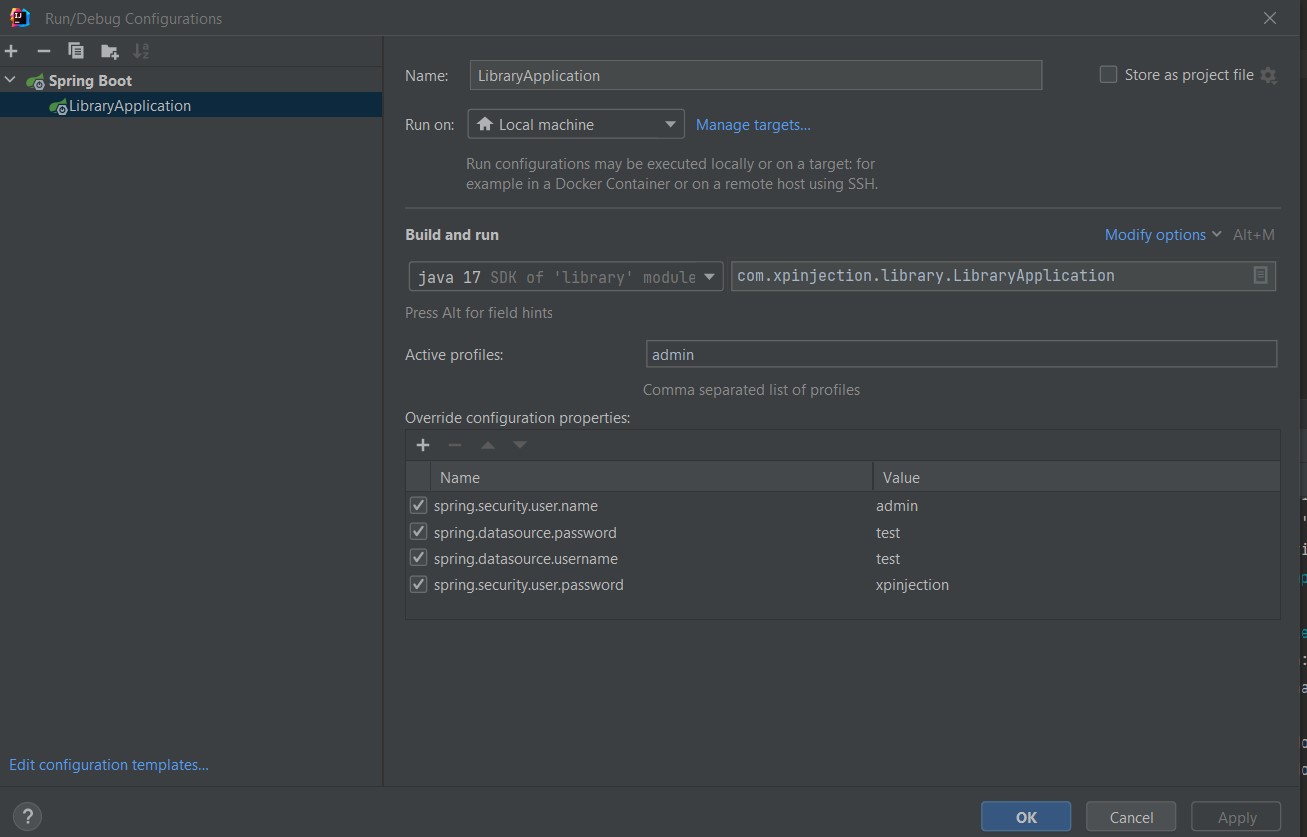 Run/Debug Configurations
Spring Boot
LibraryApplication
Edit configuration templates...
Name: LibraryApplication
Store as project file
Run on: Local machine Manage targets...
Run configurations may be executed locally or on a target: for
example in a Docker Container or on a remote host using SSH.
Build and run
Modify options Alt+M
java 17 SDK of 'library' module
com.xpinjection.library.LibraryApplication
Press Alt for field hints
Active profiles: admin
Comma separated list of profiles
Override configuration properties:
Name Value
spring.security.user.name admin
spring.datasource.password test
spring.datasource.username test
spring.security.user.password xpinjection
?
OK Cancel Apply